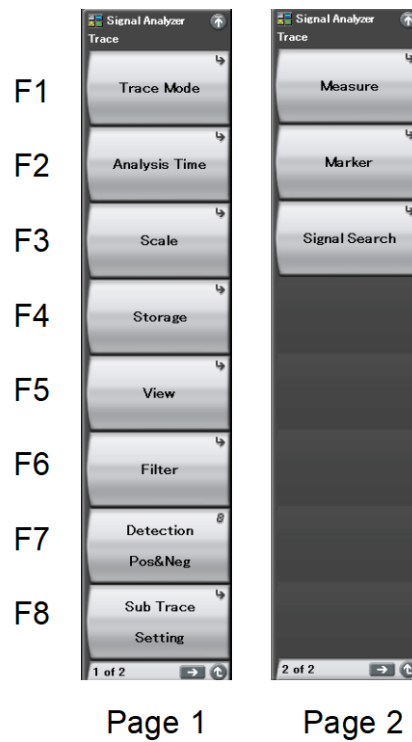 Signal Analyzer
Trace
F1
Trace Mode
F2
Analysis Time
F3
Scale
F4
Storage
F5
View
F6
Filter
F7
Detection
Pos&Neg
F8
Sub Trace
Setting
1 of 2
Page 1
Signal Analyzer
Trace
Measure
Marker
Signal Search
2 of 2
Page 2